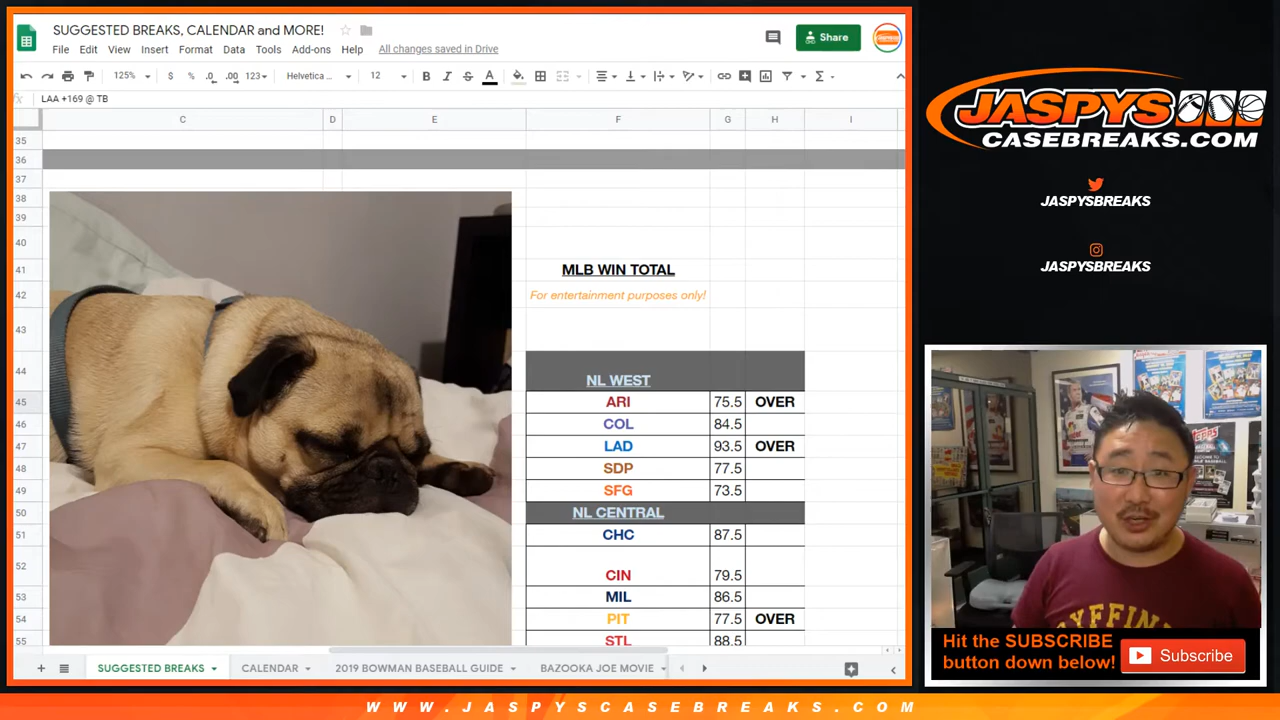 SUGGESTED BREAKS, CALENDAR and MORE!
File Edit View Insert Format Data Tools Add-ons Help All changes saved in Drive
Share
125% $ % .0 .00 123 Helvetica ... 12 B I S A
LAA +169 @ TB
C D E F G H I
35
36
37
38
39
40
41 MLB WIN TOTAL
42 For entertainment purposes only!
43
44 NL WEST
45 ARI 75.5 OVER
46 COL 84.5
47 LAD 93.5 OVER
48 SDP 77.5
49 SFG 73.5
50 NL CENTRAL
51 CHC 87.5
52 CIN 79.5
53 MIL 86.5
54 PIT 77.5 OVER
55 STL 88.5
SUGGESTED BREAKS CALENDAR 2019 BOWMAN BASEBALL GUIDE BAZOOKA JOE MOVIE
JASPYS
CASEBREAKS.COM
JASPYSBREAKS
JASPYSBREAKS
Hit the SUBSCRIBE
button down below!
Subscribe
WWW.JASPYSCASEBREAKS.COM